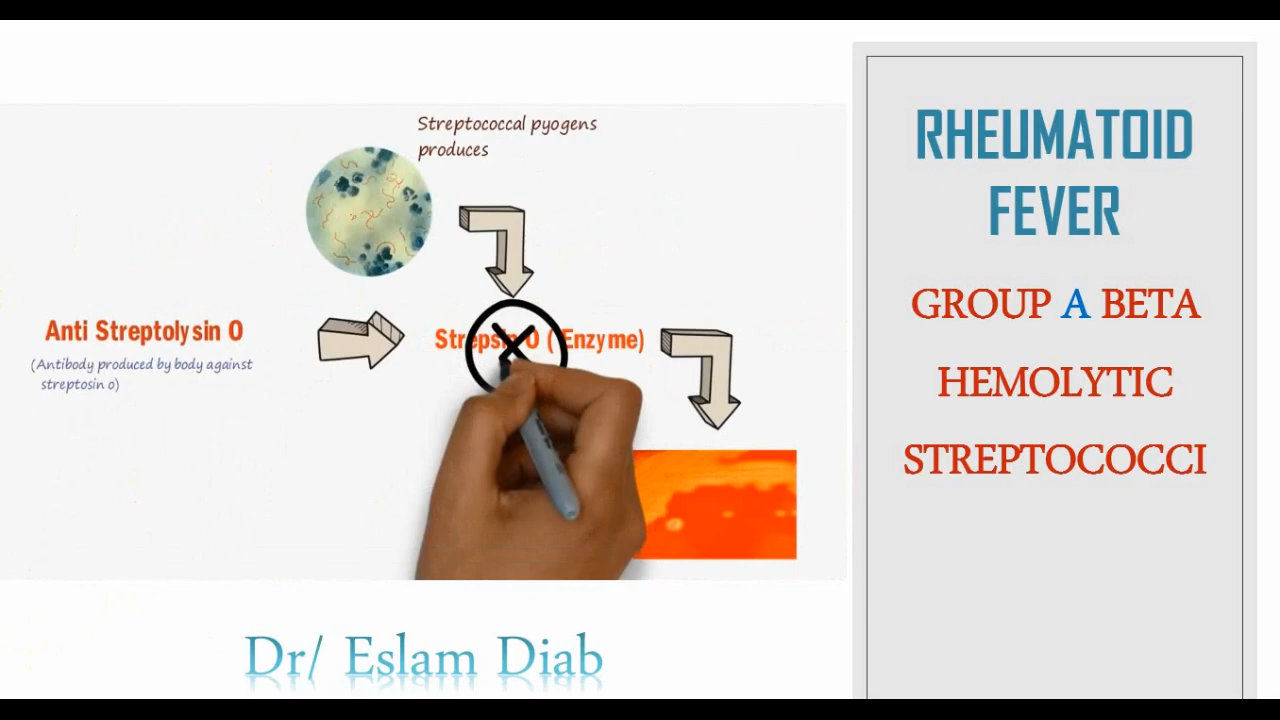 Streptococcal pyogens
produces
Anti Streptolysin O
(Antibody produced by body against
streptosin o)
Strepsin O ( Enzyme)
Dr/ Eslam Diab
RHEUMATOID
FEVER
GROUP A BETA
HEMOLYTIC
STREPTOCOCCI